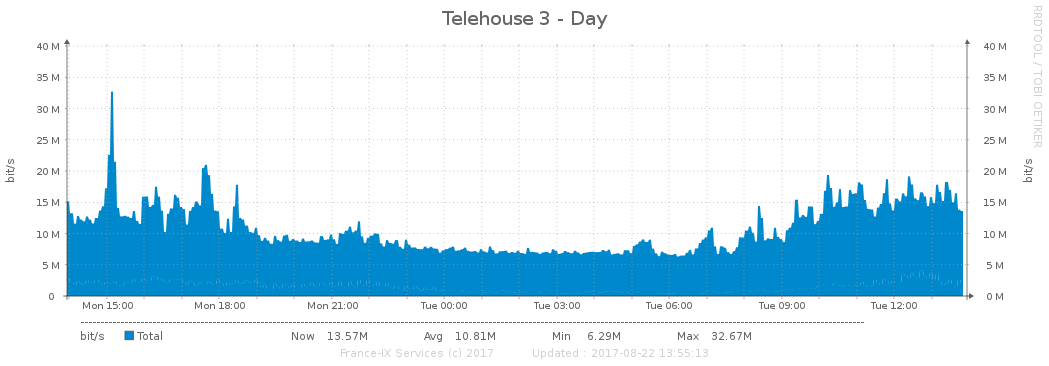 Telehouse 3 - Day
RRDTOOL / TOBI OETIKER
bit/s
40 M
35 M
30 M
25 M
20 M
15 M
10 M
5 M
0
40 M
35 M
30 M
25 M
20 M
15 M
10 M
5 M
0 M
bit/s
Mon 15:00 Mon 18:00 Mon 21:00 Tue 00:00 Tue 03:00 Tue 06:00 Tue 09:00 Tue 12:00
bit/s Total Now 13.57M Avg 10.81M Min 6.29M Max 32.67M
France-IX Services (c) 2017 Updated : 2017-08-22 13:55:13